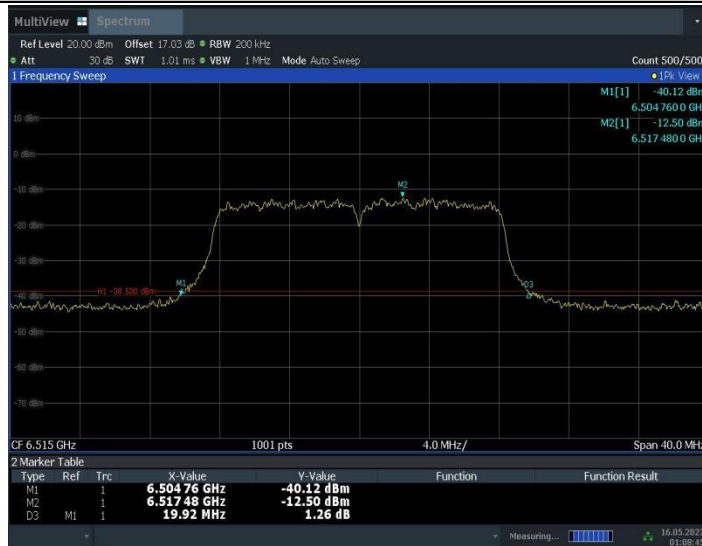 MultiView Spectrum
Ref Level 20.00 dBm Offset 17.03 dB RBW 200 kHz
Att 30 dB SWT 1.01 ms VBW 1 MHz Mode Auto Sweep Count 500/500
1 Frequency Sweep 1Pk View
M1[1] -40.12 dBm
6.504 760 0 GHz
M2[1] -12.50 dBm
6.517 480 0 GHz
10 dBm
0 dBm
-10 dBm
M2
-20 dBm
-30 dBm
M1 D3
H1 -38.500 dBm
-40 dBm
-50 dBm
-60 dBm
-70 dBm
CF 6.515 GHz 1001 pts 4.0 MHz/ Span 40.0 MHz
2 Marker Table
Type Ref Trc X-Value Y-Value Function Function Result
M1 1 6.504 76 GHz -40.12 dBm
M2 1 6.517 48 GHz -12.50 dBm
D3 M1 1 19.92 MHz 1.26 dB
Measuring... 16.05.202
01:08:4